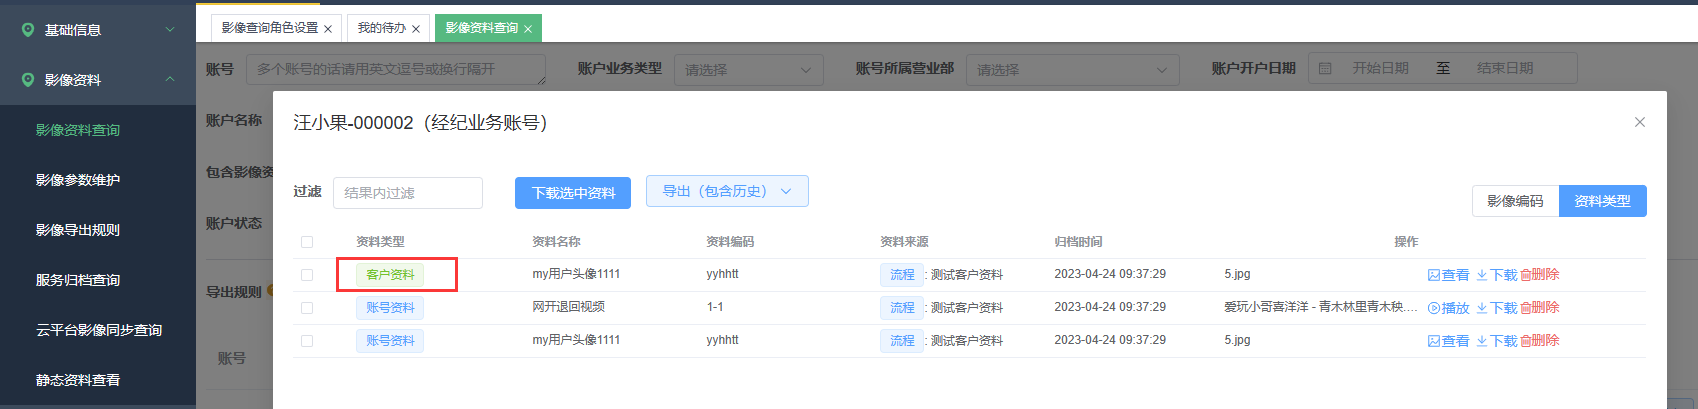 基础信息
影像资料
影像资料查询
影像参数维护
影像导出规则
服务归档查询
云平台影像同步查询
静态资料查看
影像查询角色设置 × 我的待办 × 影像资料查询 ×
账号 多个账号的话请用英文逗号或换行隔开 账户业务类型 请选择 账号所属营业部 请选择 账户开户日期 开始日期 至 结束日期
账户名称
包含影像资
账户状态
导出规则
账号
汪小果-000002（经纪业务账号）
过滤 结果内过滤 下载选中资料 导出（包含历史） 影像编码 资料类型
资料类型 资料名称 资料编码 资料来源 归档时间 操作
客户资料 my用户头像1111 yyhhtt 流程 : 测试客户资料 2023-04-24 09:37:29 5.jpg 查看 下载 删除
账号资料 网开退回视频 1-1 流程 : 测试客户资料 2023-04-24 09:37:29 爱玩小哥喜洋洋 - 青木林里青木秧.... 播放 下载 删除
账号资料 my用户头像1111 yyhhtt 流程 : 测试客户资料 2023-04-24 09:37:29 5.jpg 查看 下载 删除